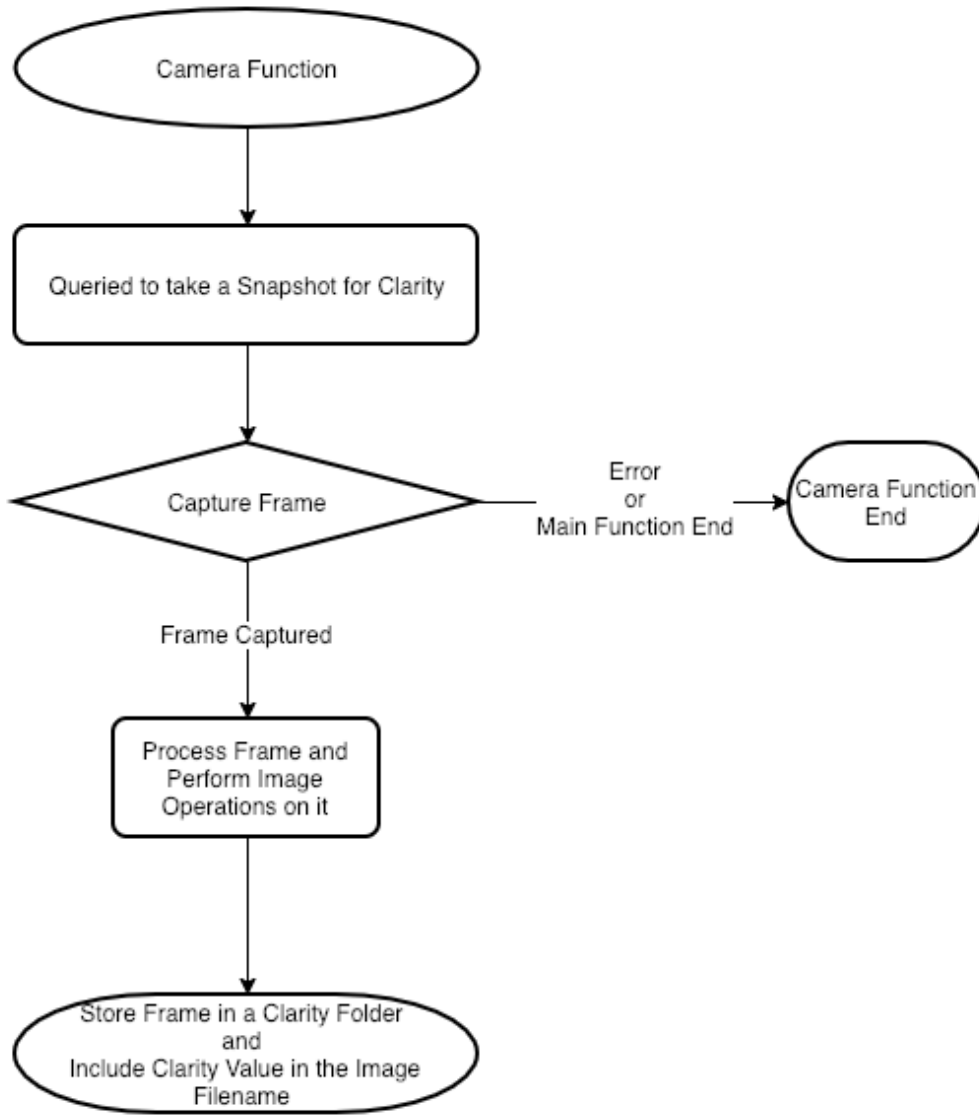 Camera Function
Queried to take a Snapshot for Clarity
Capture Frame
Error
or
Main Function End
Camera Function
End
Frame Captured
Process Frame and
Perform Image
Operations on it
Store Frame in a Clarity Folder
and
Include Clarity Value in the Image
Filename